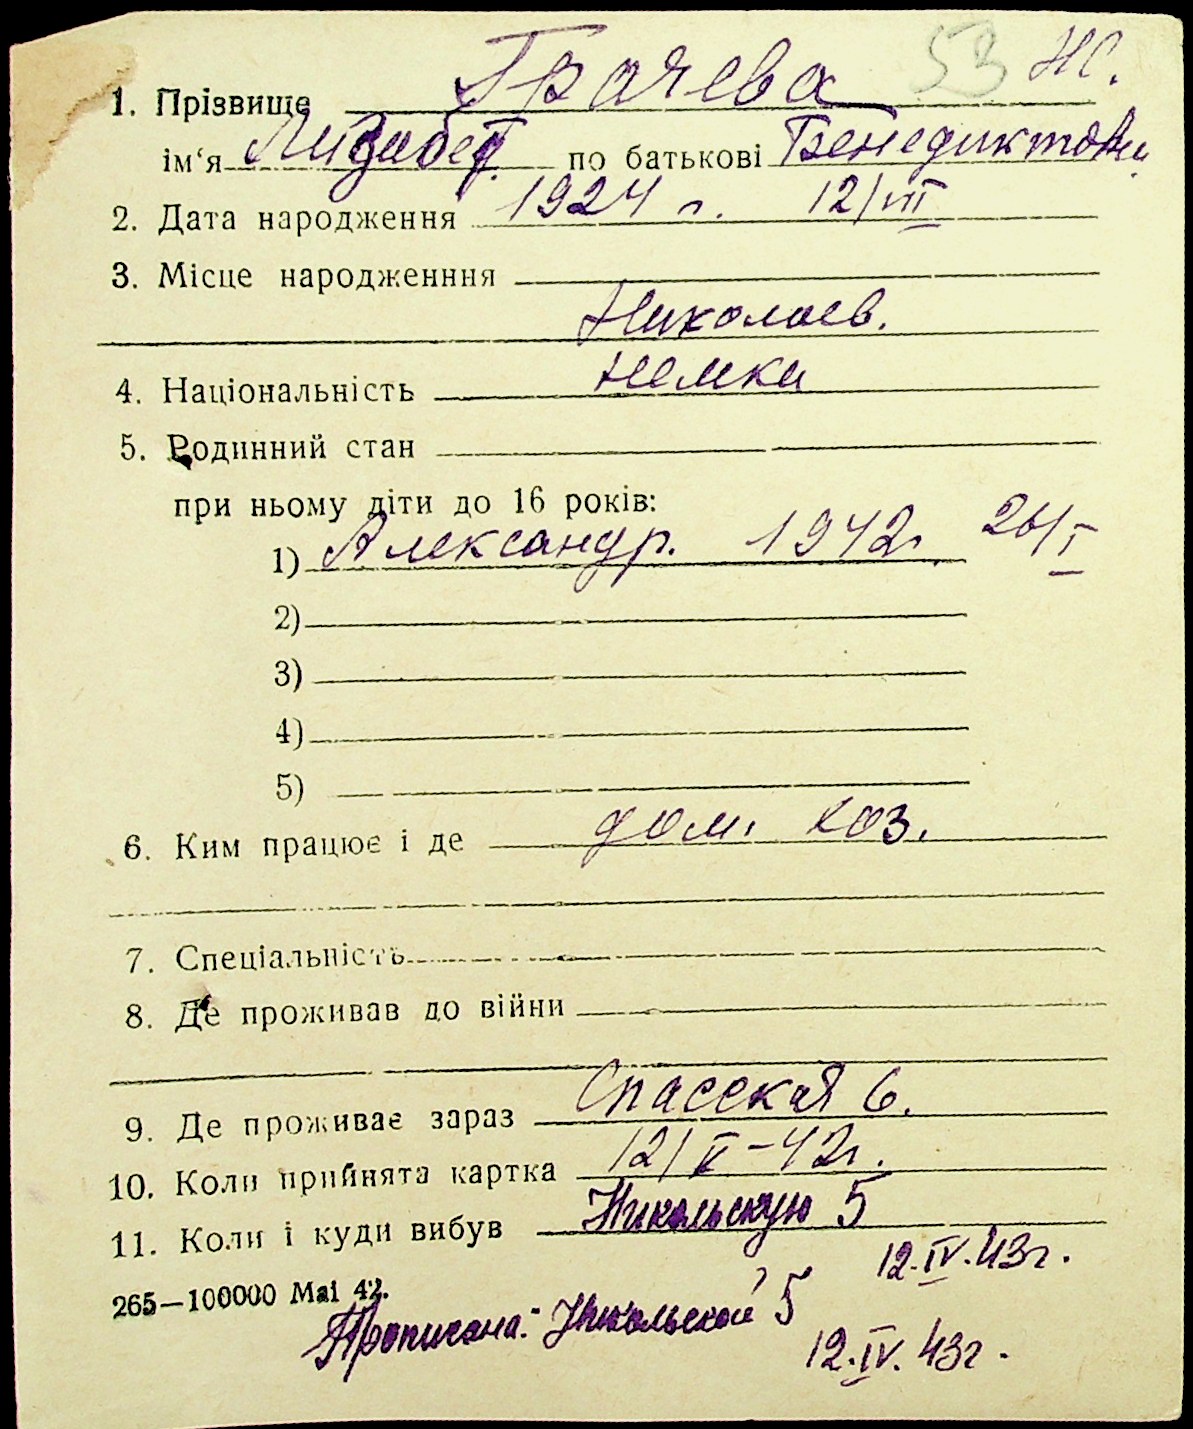 53 Ж.
1. Прізвище Грачева
ім‘я Лизабет. по батькові Бенедиктовн.
2. Дата народження 1924 г. 12/VIII
3. Місце народженння
Николаев.
4. Національність немка
5. Родинний стан
при ньому діти до 16 років:
1) Александр. 1942г. 26/I
2)
3)
4)
5)
6. Ким працює і де дом. хоз.
7. Спеціальність
8. Де проживав до війни
9. Де проживає зараз Спасская 6.
10. Коли прийнята картка 12/V-42г.
11. Коли і куди вибув Никольскую 5
12.IV.43г.
265—100000 Mai 42.
Прописана:- Никольской 5
12.IV.43г.